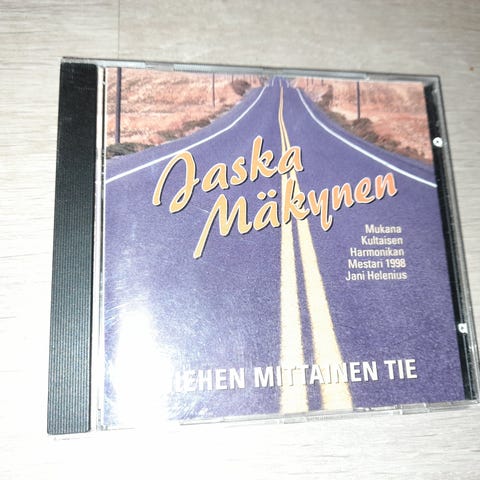 Jaska
Mäkynen
Mukana
Kultaisen
Harmonikan
Mestari 1998
Jani Helenius
MITTAINEN TIE